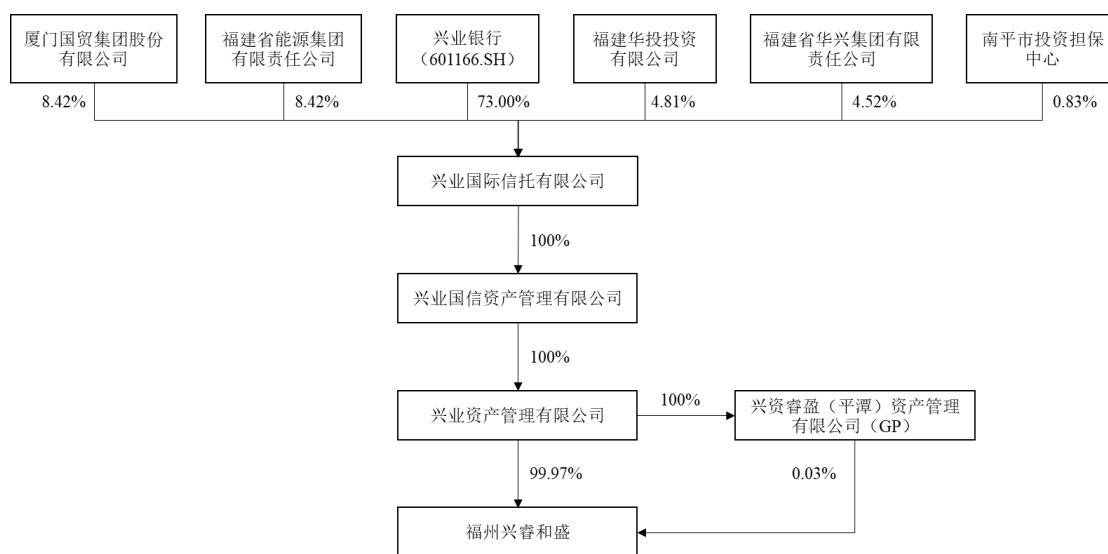 厦门国贸集团股份
有限公司
福建省能源集团
有限责任公司
兴业银行
（601166.SH）
福建华投投资
有限公司
福建省华兴集团有限
责任公司
南平市投资担保
中心
8.42%
8.42%
73.00%
4.81%
4.52%
0.83%
兴业国际信托有限公司
100%
兴业国信资产管理有限公司
100%
兴业资产管理有限公司
100%
兴资睿盈（平潭）资产管理
有限公司（GP）
99.97%
0.03%
福州兴睿和盛